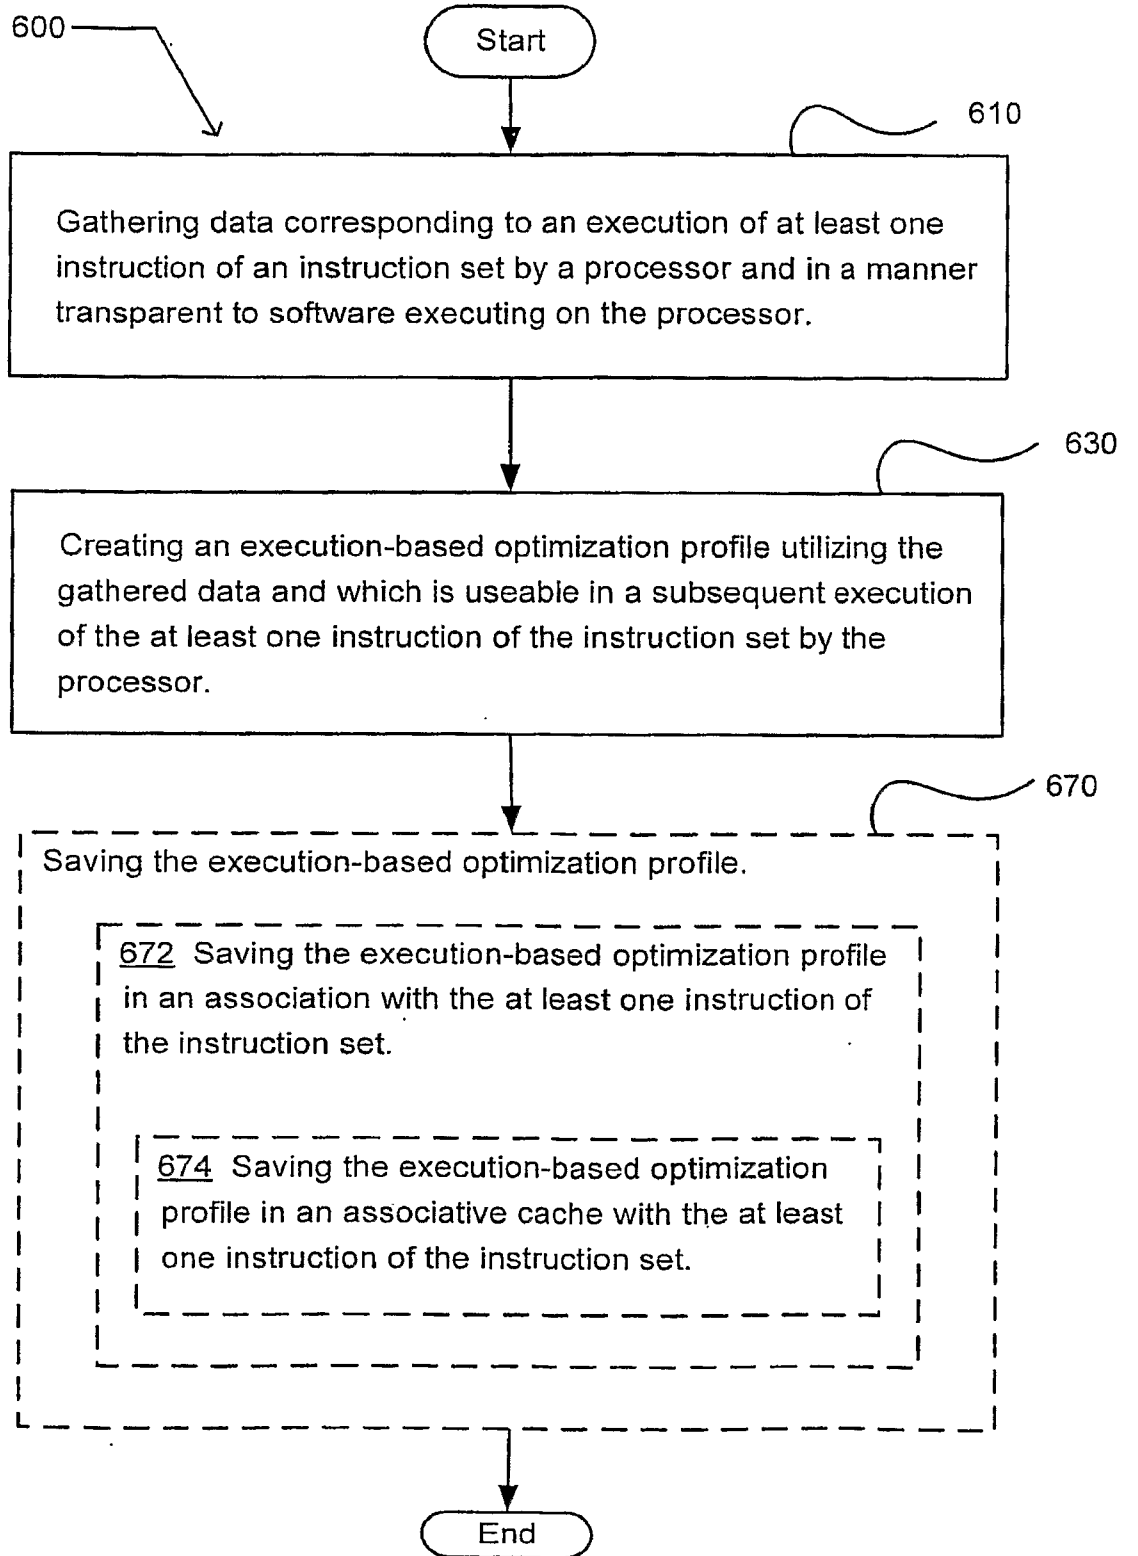 600
Start
610
Gathering data corresponding to an execution of at least one
instruction of an instruction set by a processor and in a manner
transparent to software executing on the processor.
630
Creating an execution-based optimization profile utilizing the
gathered data and which is useable in a subsequent execution
of the at least one instruction of the instruction set by the
processor.
670
Saving the execution-based optimization profile.
672 Saving the execution-based optimization profile
in an association with the at least one instruction of
the instruction set.
674 Saving the execution-based optimization
profile in an associative cache with the at least
one instruction of the instruction set.
End